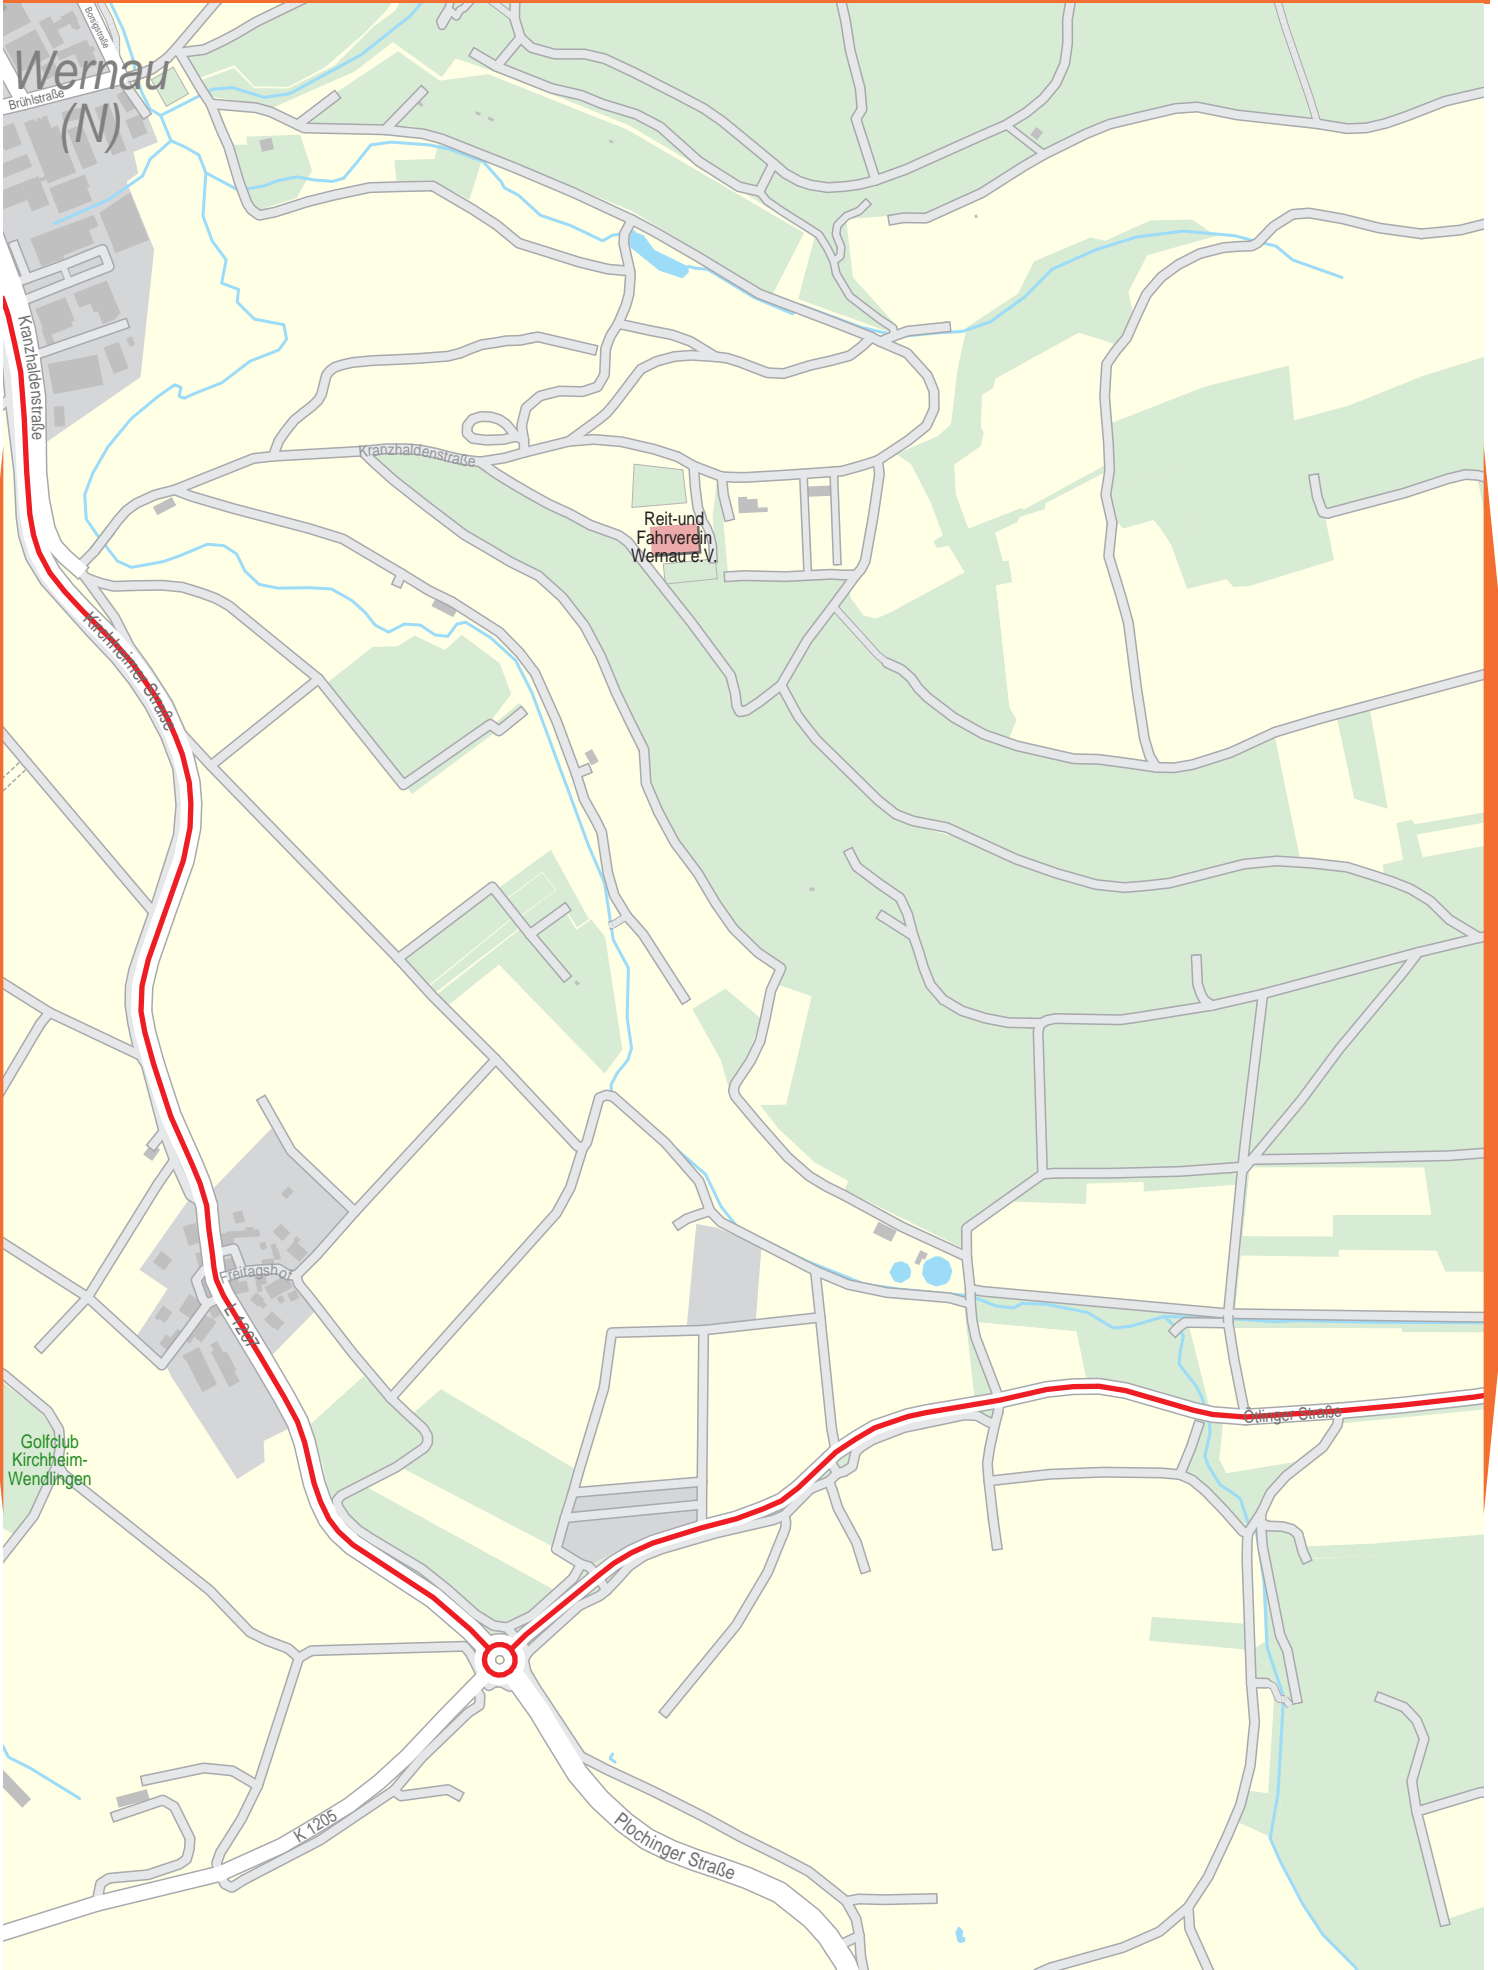 Borsigstraße
Wernau
(N)
Brühlstraße
Kranzhaldenstraße
Kranzhaldenstraße
Reit-und
Fahrverein
Wernau e.V.
Kirchheimer Straße
Freitagshof
L 1207
Ötlinger Straße
Golfclub
Kirchheim-
Wendlingen
K 1205
Plochinger Straße